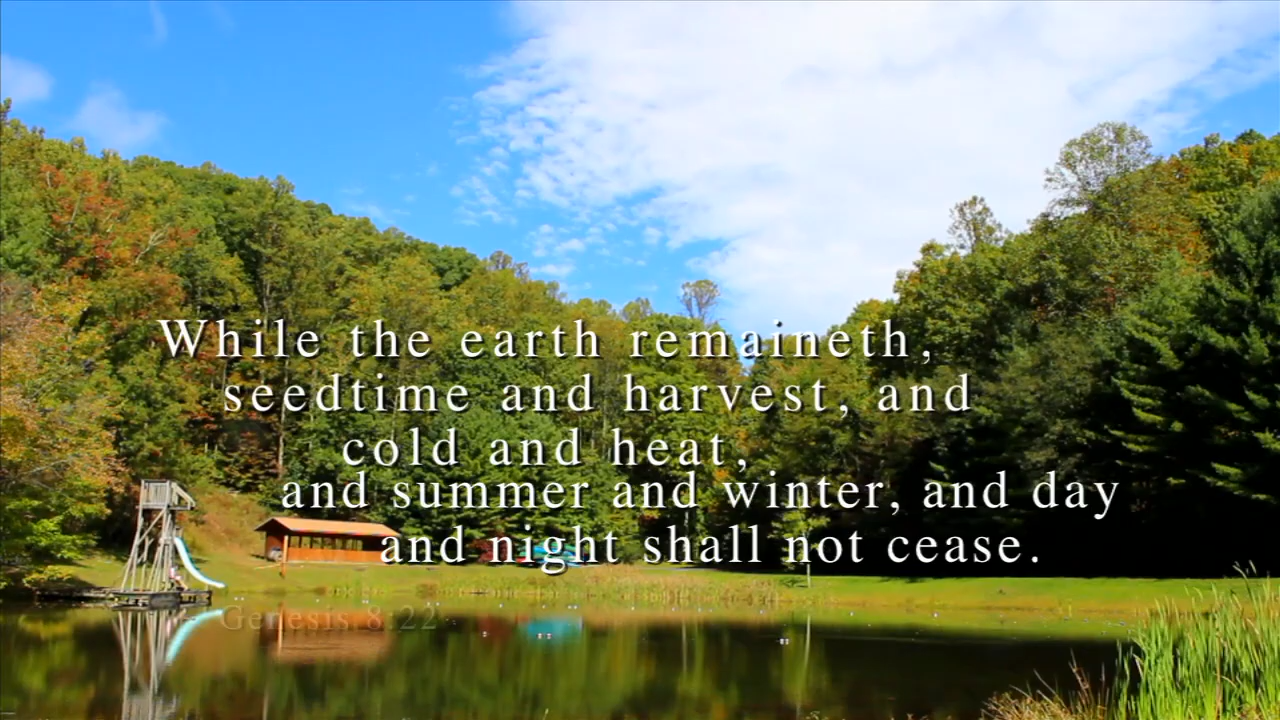 While the earth remaineth,
seedtime and harvest, and
cold and heat,
and summer and winter, and day
and night shall not cease.
Genesis 8:22